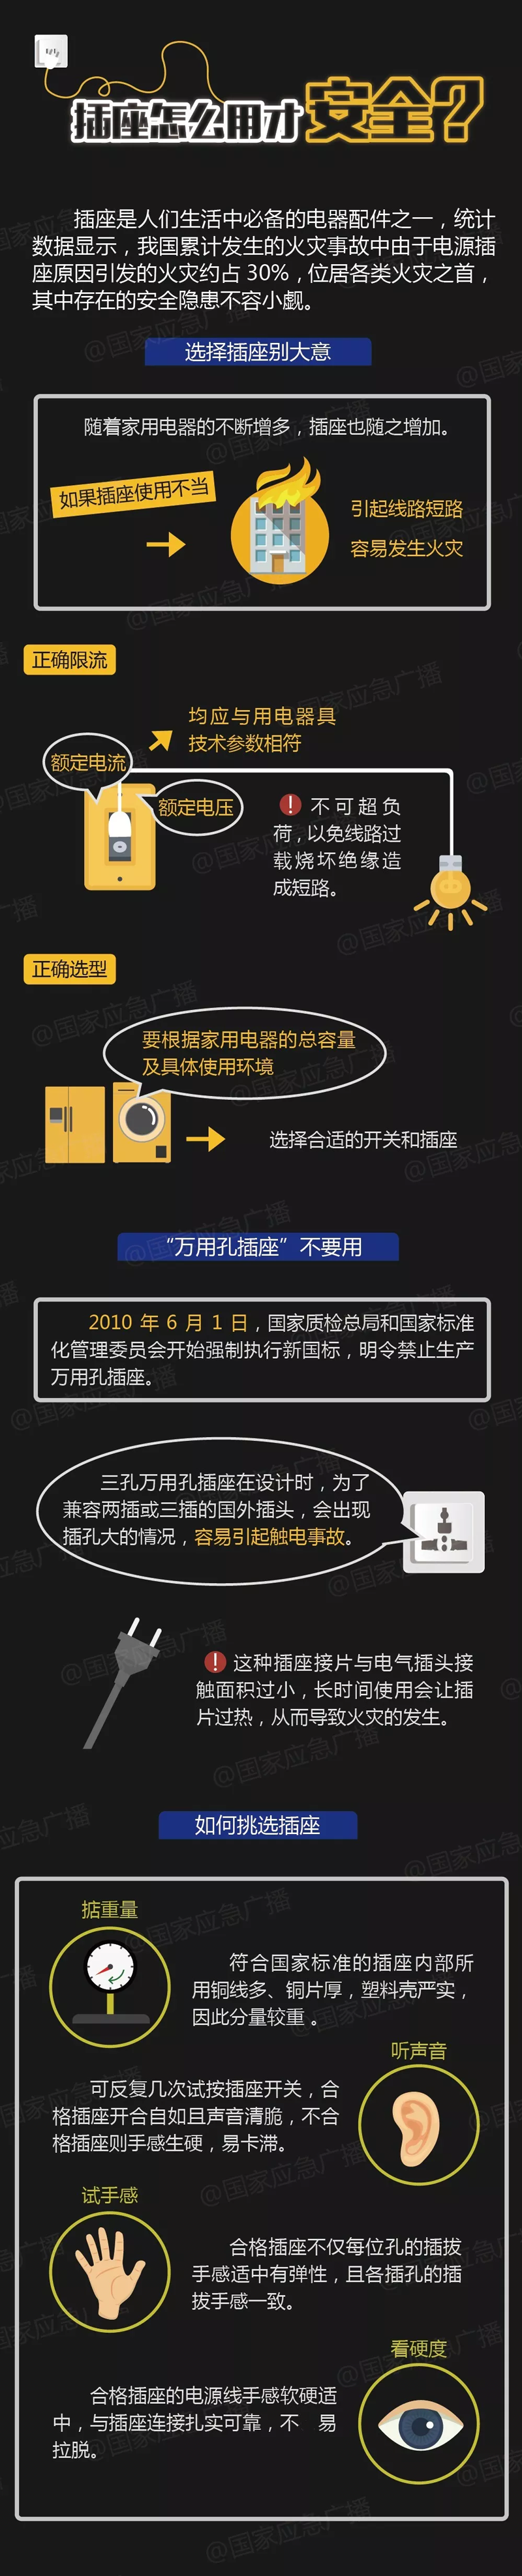 插座怎么用才安全？
插座是人们生活中必备的电器配件之一，统计
数据显示，我国累计发生的火灾事故中由于电源插
座原因引发的火灾约占 30%，位居各类火灾之首，
其中存在的安全隐患不容小觑。
选择插座别大意
随着家用电器的不断增多，插座也随之增加。
如果插座使用不当
引起线路短路
容易发生火灾
正确限流
均应与用电器具
技术参数相符
额定电流
额定电压
! 不可超负
荷，以免线路过
载烧坏绝缘造
成短路。
正确选型
要根据家用电器的总容量
及具体使用环境
选择合适的开关和插座
“万用孔插座”不要用
2010 年 6 月 1 日，国家质检总局和国家标准
化管理委员会开始强制执行新国标，明令禁止生产
万用孔插座。
三孔万用孔插座在设计时，为了
兼容两插或三插的国外插头，会出现
插孔大的情况，容易引起触电事故。
! 这种插座接片与电气插头接
触面积过小，长时间使用会让插
片过热，从而导致火灾的发生。
如何挑选插座
掂重量
符合国家标准的插座内部所
用铜线多、铜片厚，塑料壳严实，
因此分量较重 。
听声音
可反复几次试按插座开关，合
格插座开合自如且声音清脆，不合
格插座则手感生硬，易卡滞。
试手感
合格插座不仅每位孔的插拔
手感适中有弹性，且各插孔的插
拔手感一致。
看硬度
合格插座的电源线手感软硬适
中，与插座连接扎实可靠，不 易
拉脱。
@国家应急广播